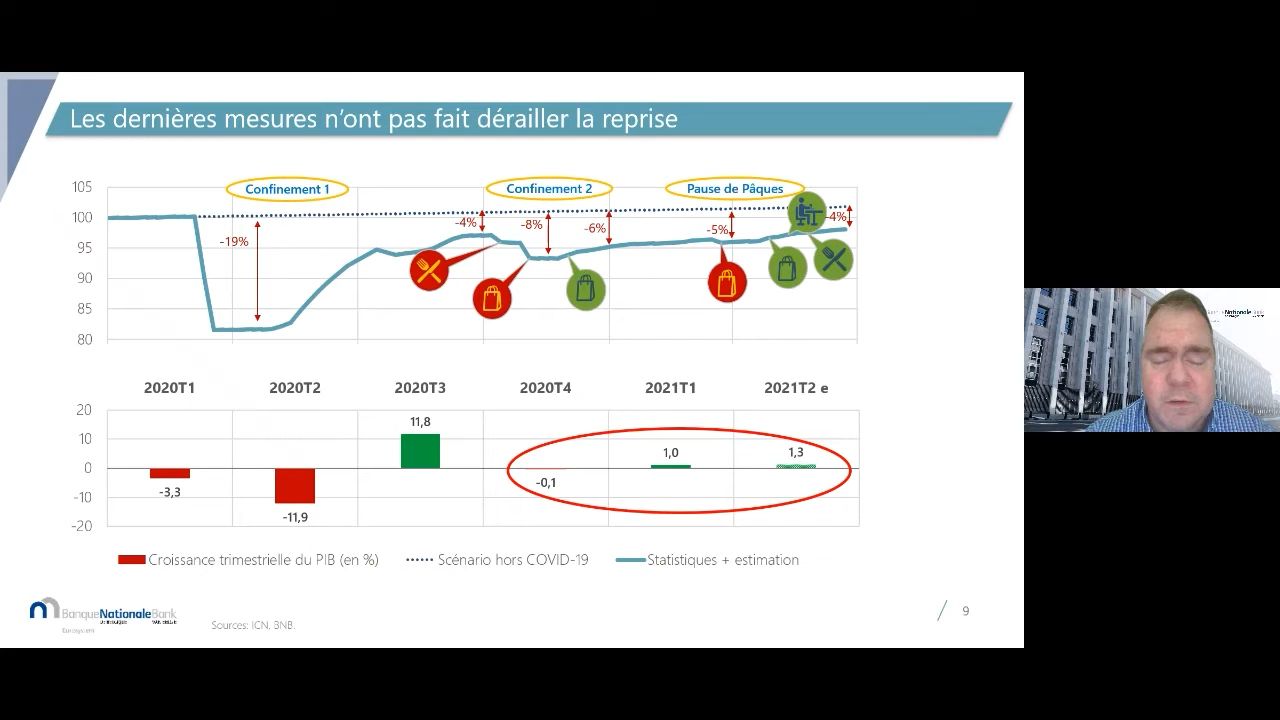 Les dernières mesures n’ont pas fait dérailler la reprise
105
100
95
90
85
80
Confinement 1
Confinement 2
Pause de Pâques
-19%
-4%
-8%
-6%
-5%
-4%
2020T1
2020T2
2020T3
2020T4
2021T1
2021T2 e
20
10
0
-10
-20
-3,3
-11,9
11,8
-0,1
1,0
1,3
Croissance trimestrielle du PIB (en %)
Scénario hors COVID-19
Statistiques + estimation
BanqueNationaleBank
Eurosystem
Sources: ICN, BNB.
9
NationaleBank